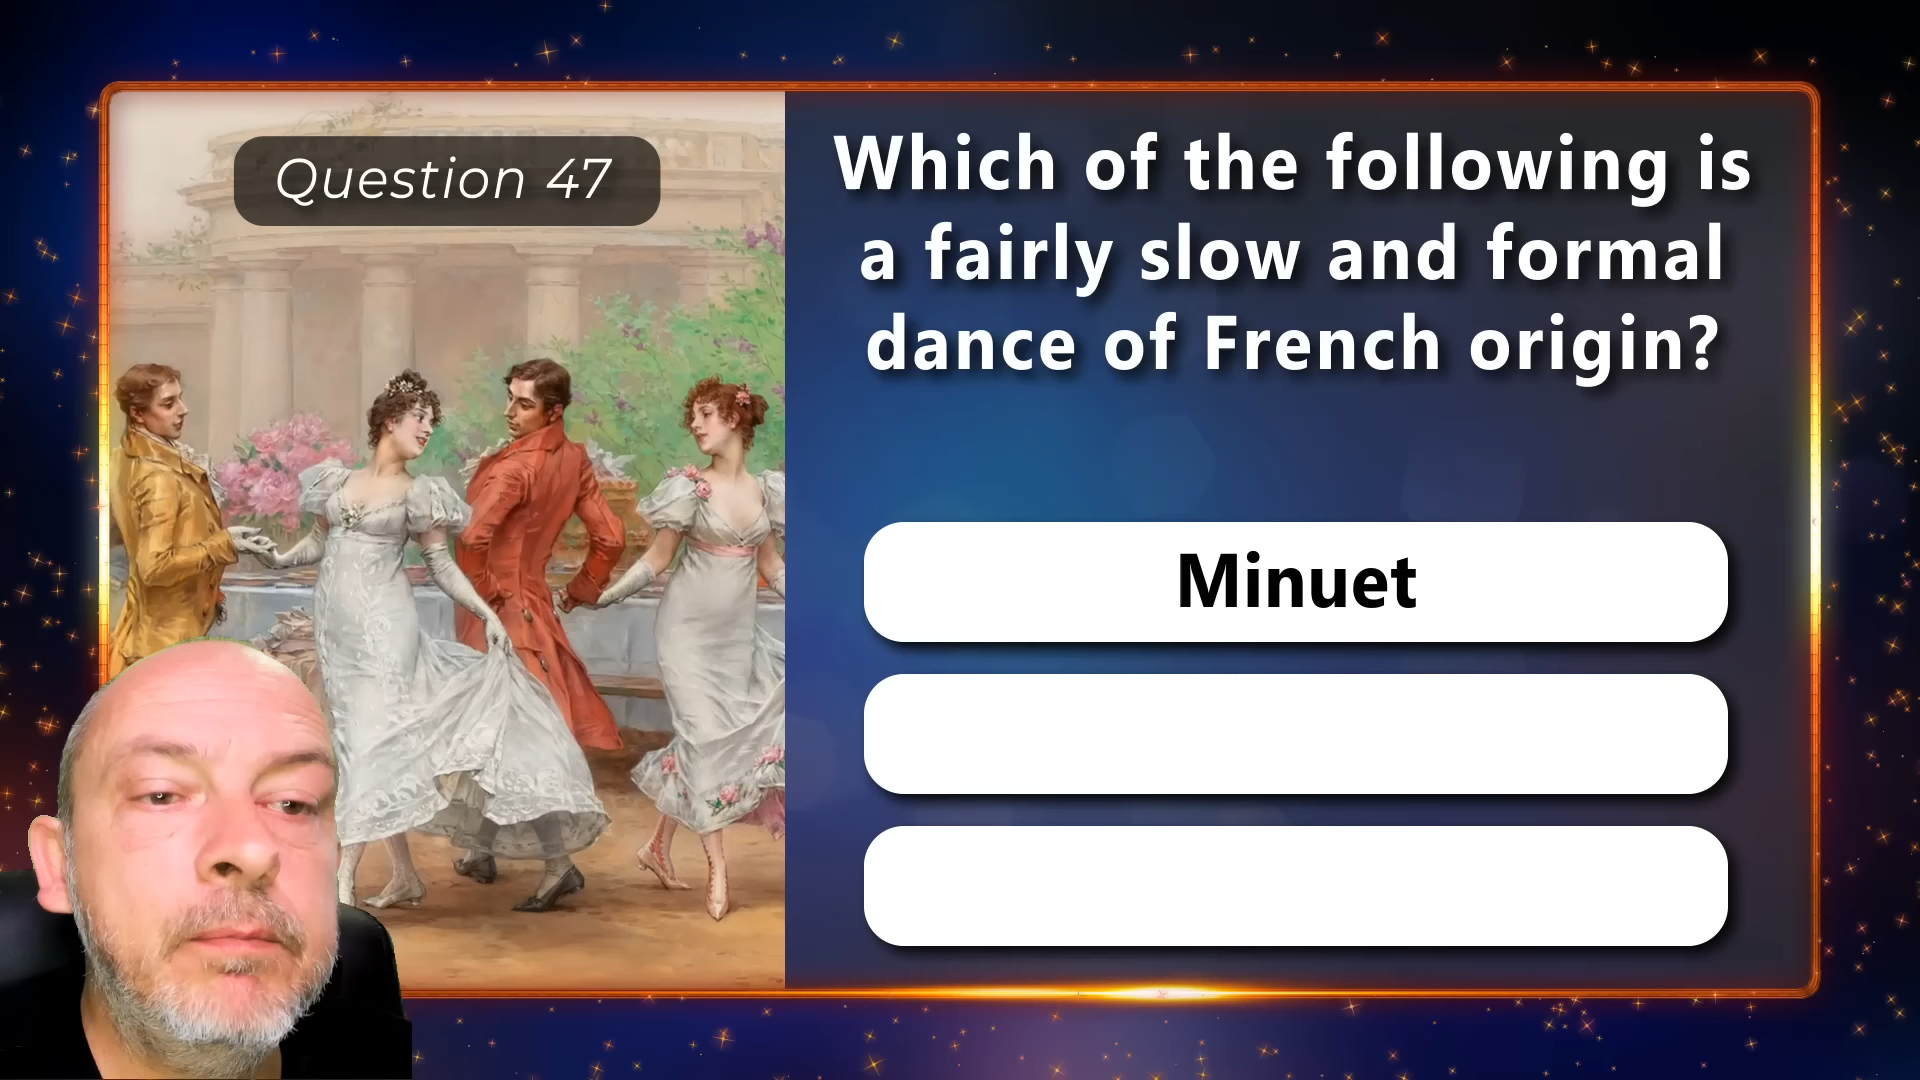 Question 47
Which of the following is
a fairly slow and formal
dance of French origin?
Minuet